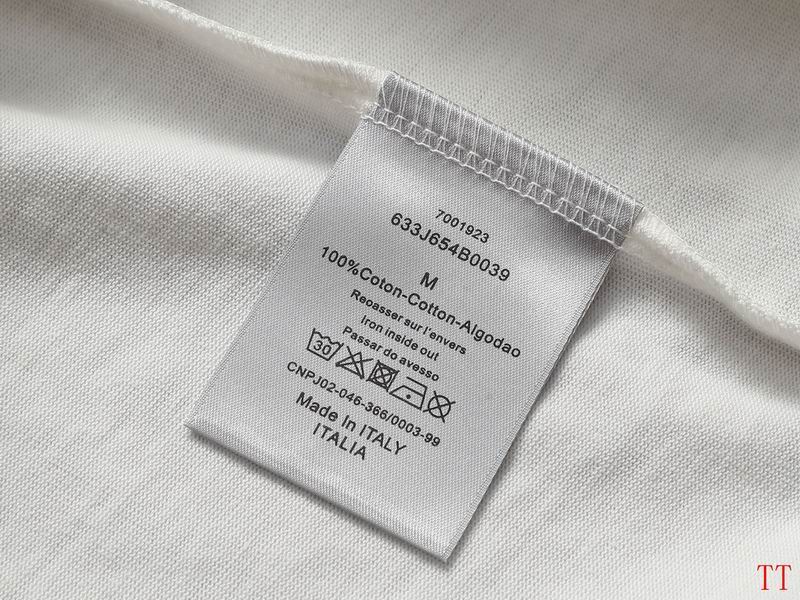 7001923
633J654B0039
M
100%Coton-Cotton-Algodao
Reoasser sur l'envers
Iron inside out
Passar do avesso
30
CNPJ02-046-366/0003-99
Made In ITALY
ITALIA
TT